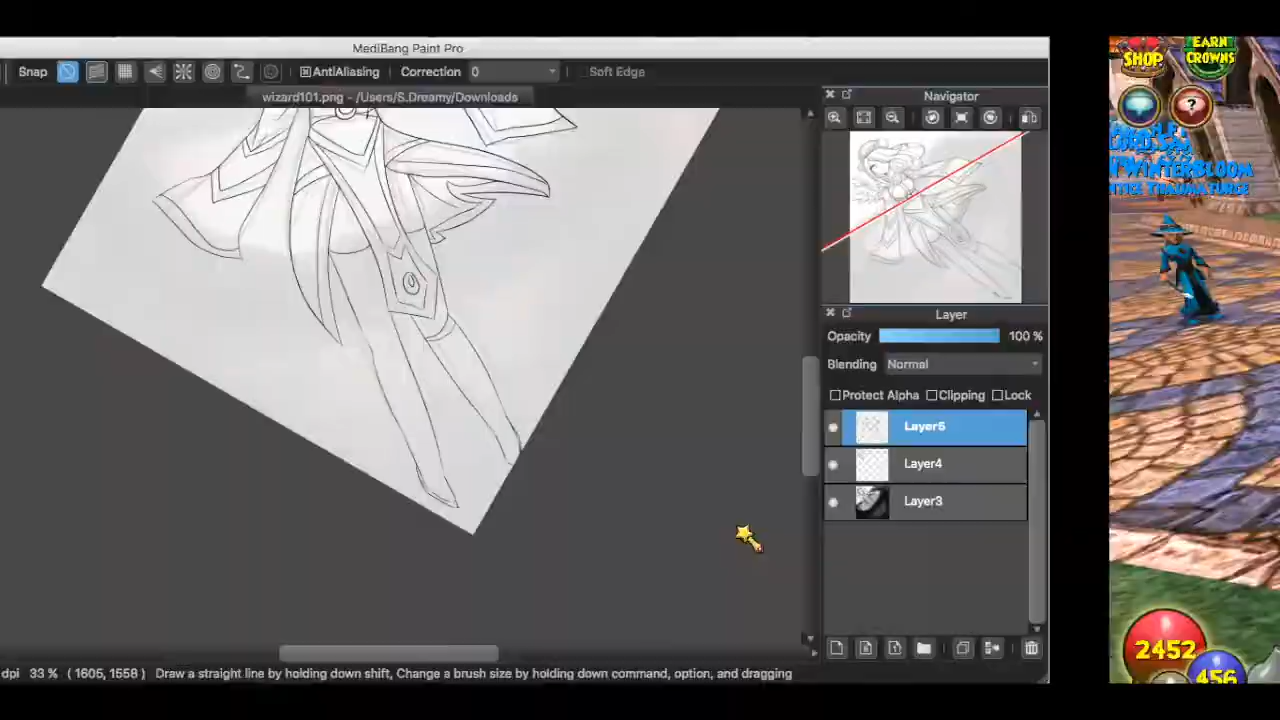 MediBang Paint Pro
Snap AntiAliasing Correction 0 Soft Edge
wizard101.png - /Users/S.Dreamy/Downloads
Navigator
Layer
Opacity 100 %
Blending Normal
Protect Alpha Clipping Lock
Layer5
Layer4
Layer3
dpi 33 % ( 1605, 1558 ) Draw a straight line by holding down shift, Change a brush size by holding down command, option, and dragging
SHOP
EARN
CROWNS
?
WINTERBLOOM
THAUMATURGE
2452
456